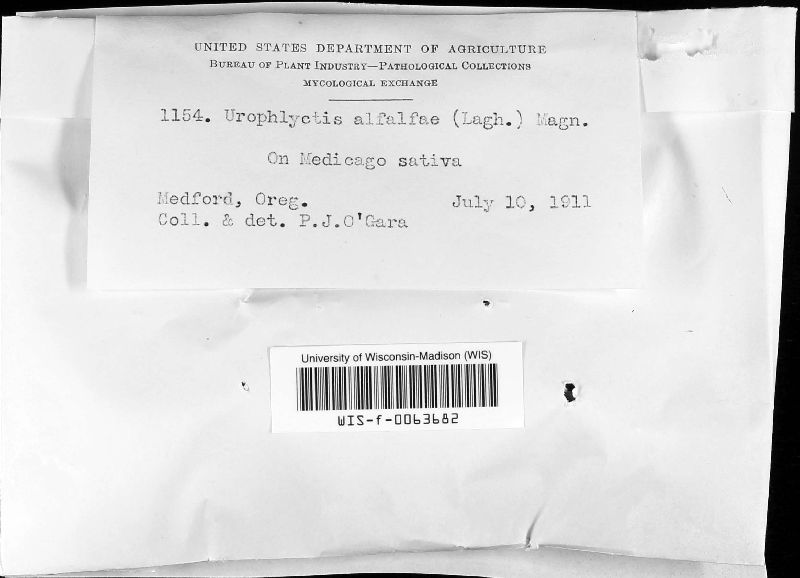 UNITED STATES DEPARTMENT OF AGRICULTURE
BUREAU OF PLANT INDUSTRY—PATHOLOGICAL COLLECTIONS
MYCOLOGICAL EXCHANGE
1154. Urophlyctis alfalfae (Lagh.) Magn.
On Medicago sativa
Medford, Oreg. July 10, 1911
Coll. & det. P.J.O'Gara
University of Wisconsin-Madison (WIS)
WIS-f-0063682